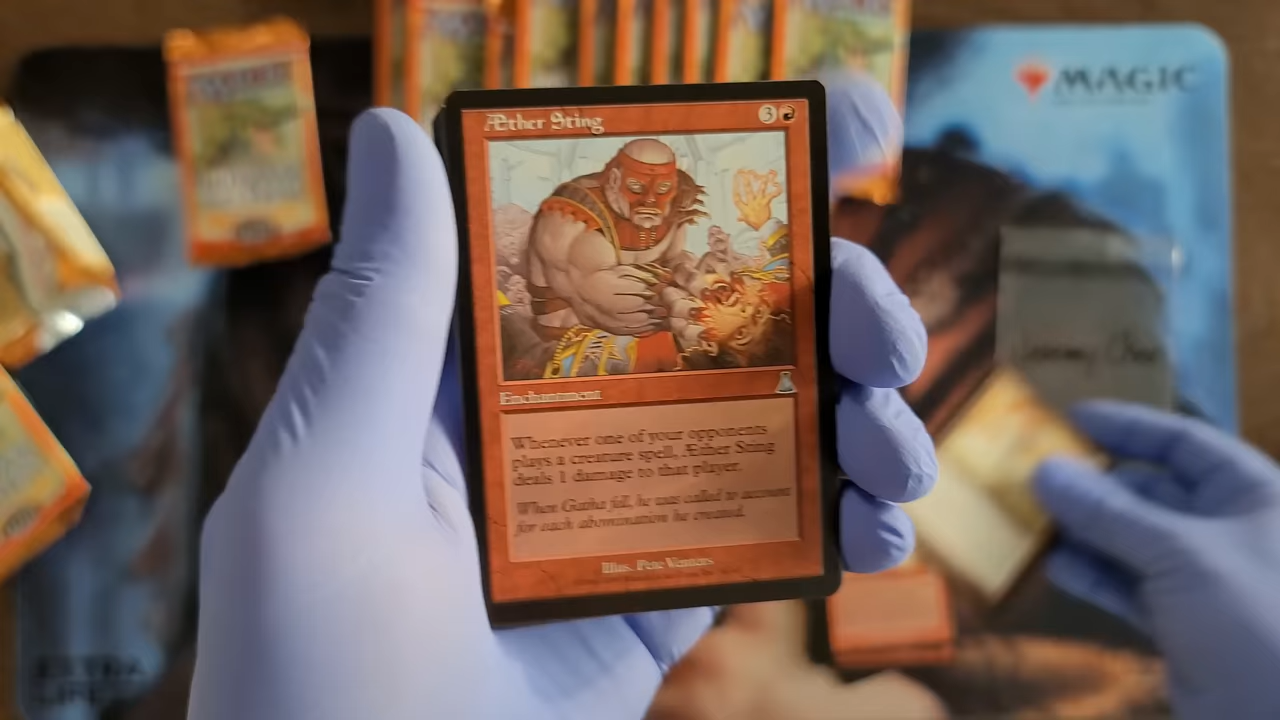 MAGIC
Æther Sting
3
Enchantment
Whenever one of your opponents
plays a creature spell, Æther Sting
deals 1 damage to that player.
When Gatha fell, he was called to account
for each abomination he created.
Illus. Pete Venters
EXTRA